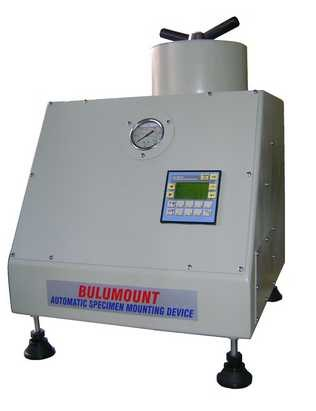 BULUMOUNT
AUTOMATIC SPECIMEN MOUNTING DEVICE